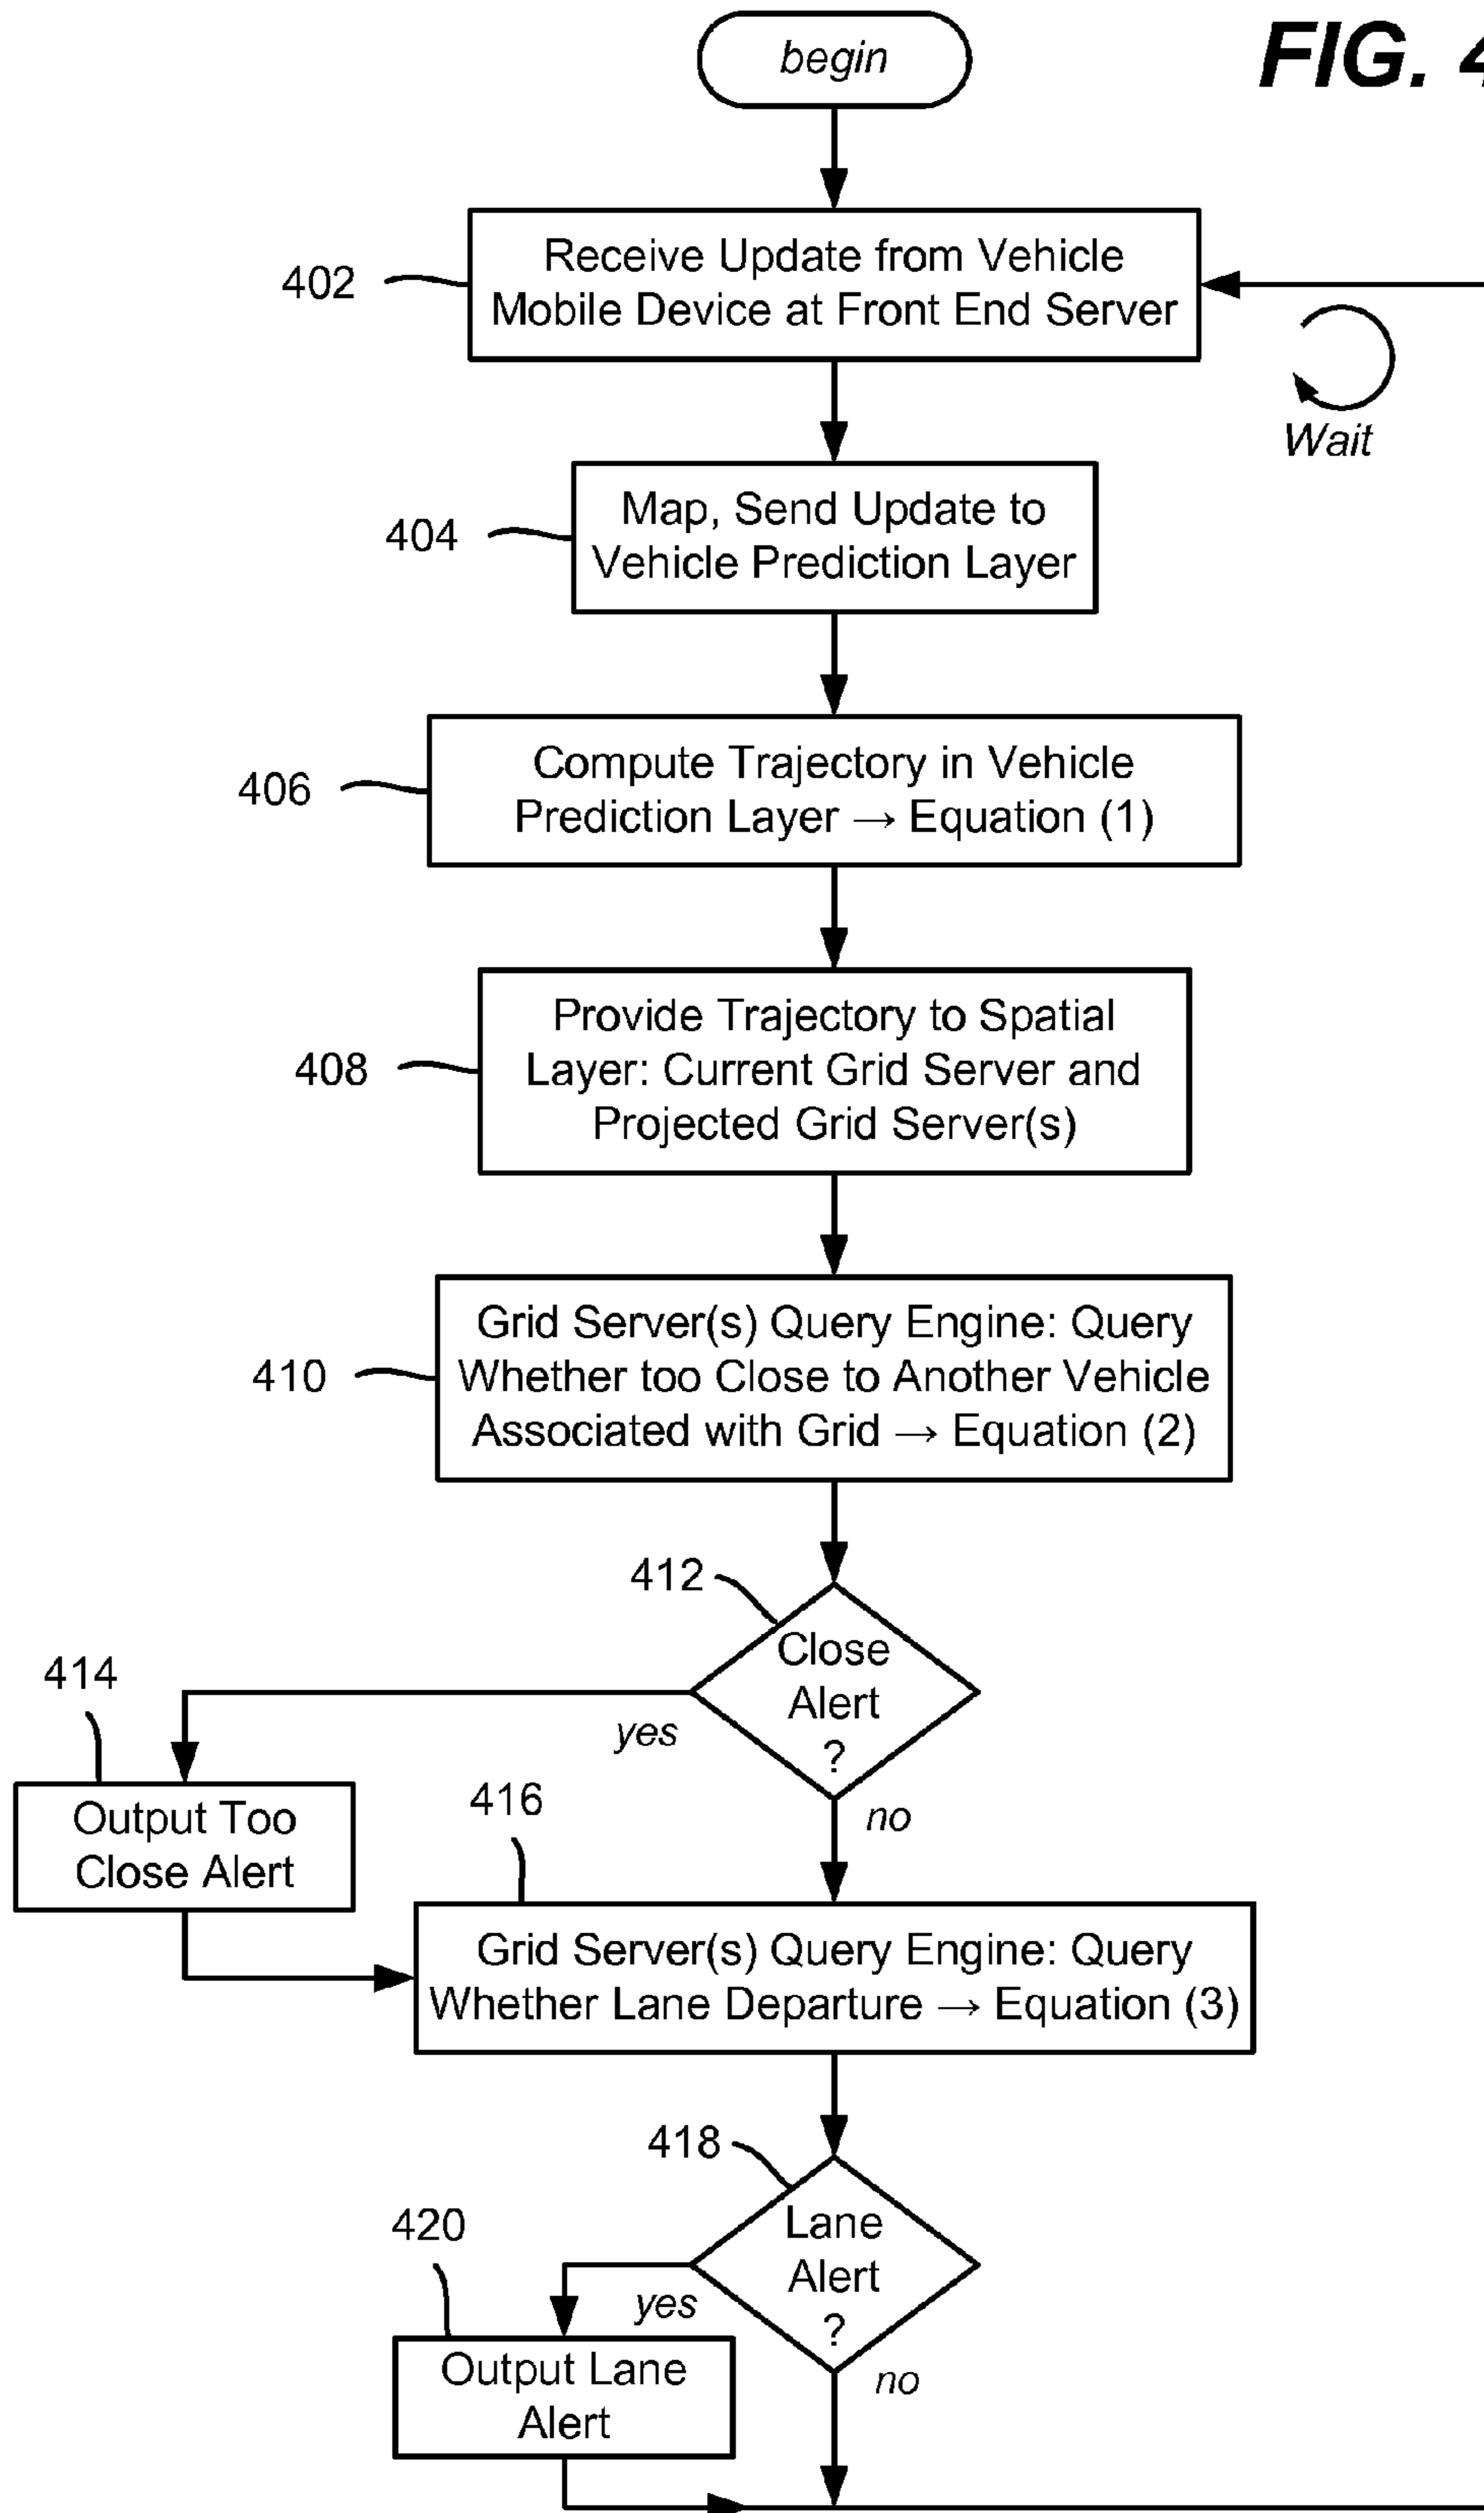 begin
FIG. 4
402
Receive Update from Vehicle
Mobile Device at Front End Server
Wait
404
Map, Send Update to
Vehicle Prediction Layer
406
Compute Trajectory in Vehicle
Prediction Layer → Equation (1)
408
Provide Trajectory to Spatial
Layer: Current Grid Server and
Projected Grid Server(s)
410
Grid Server(s) Query Engine: Query
Whether too Close to Another Vehicle
Associated with Grid → Equation (2)
412
Close
Alert
?
yes
no
414
Output Too
Close Alert
416
Grid Server(s) Query Engine: Query
Whether Lane Departure → Equation (3)
418
Lane
Alert
?
yes
no
420
Output Lane
Alert